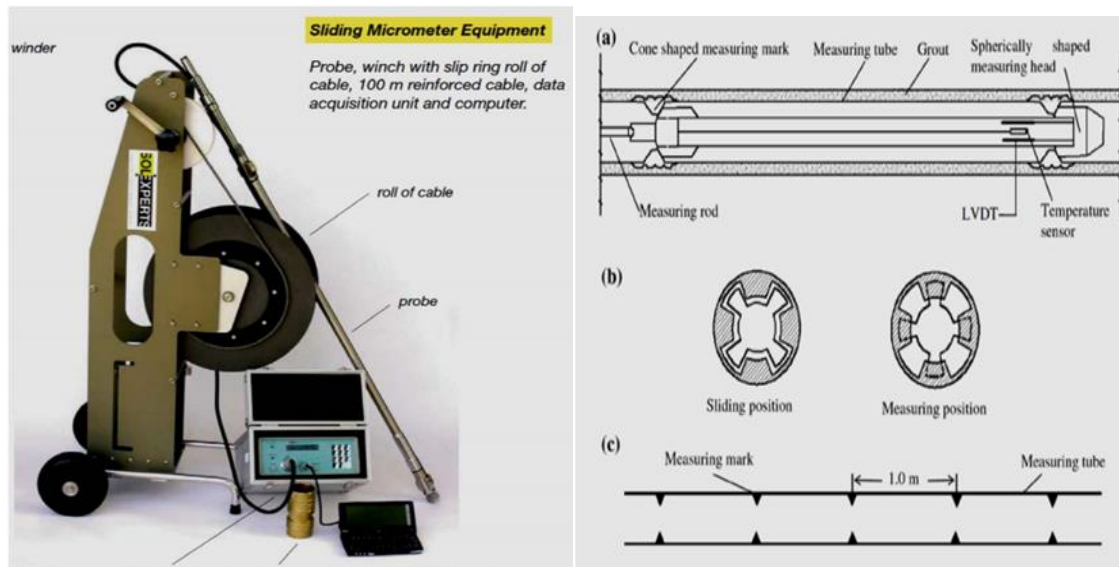 winder
Sliding Micrometer Equipment
Probe, winch with slip ring roll of
cable, 100 m reinforced cable, data
acquisition unit and computer.
SOLEXPERTS
roll of cable
probe
(a)
Cone shaped measuring mark
Measuring tube
Grout
Spherically shaped
measuring head
Measuring rod
LVDT
Temperature
sensor
(b)
Sliding position
Measuring position
(c)
Measuring mark
1.0 m
Measuring tube